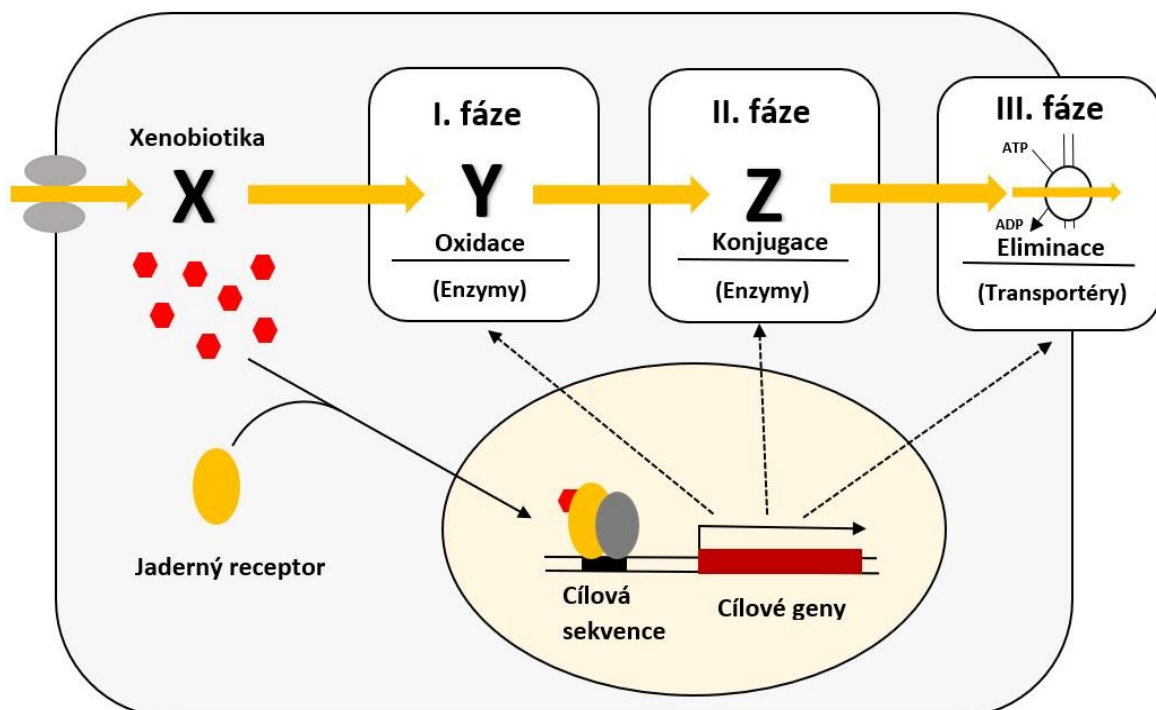 Xenobiotika
X
I. fáze
Y
Oxidace
(Enzymy)
II. fáze
Z
Konjugace
(Enzymy)
III. fáze
ATP
ADP
Eliminace
(Transportéry)
Jaderný receptor
Cílová
sekvence
Cílové geny